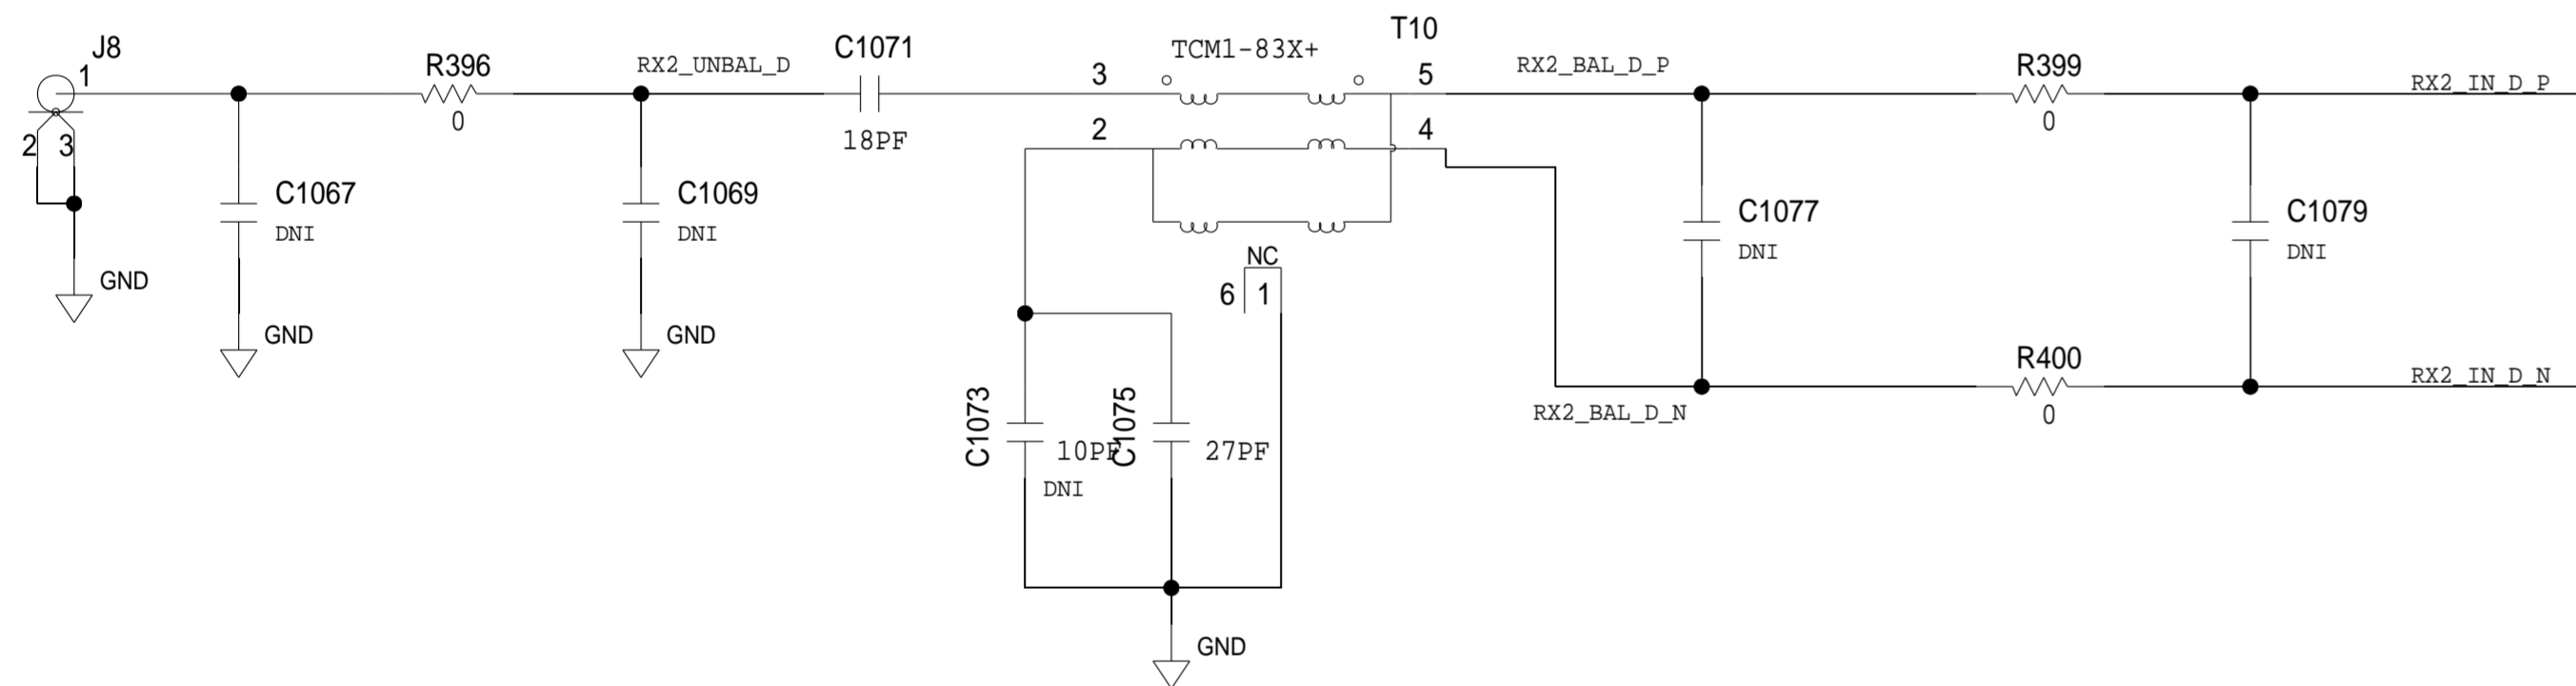 J8
1
2 3
GND
C1067
DNI
GND
R396
0
RX2_UNBAL_D
C1069
DNI
GND
C1071
18PF
TCM1-83X+
T10
3
5
2
4
NC
6 1
C1073
10PF
DNI
C1075
27PF
GND
RX2_BAL_D_P
RX2_BAL_D_N
C1077
DNI
R399
0
R400
0
C1079
DNI
RX2_IN_D_P
RX2_IN_D_N